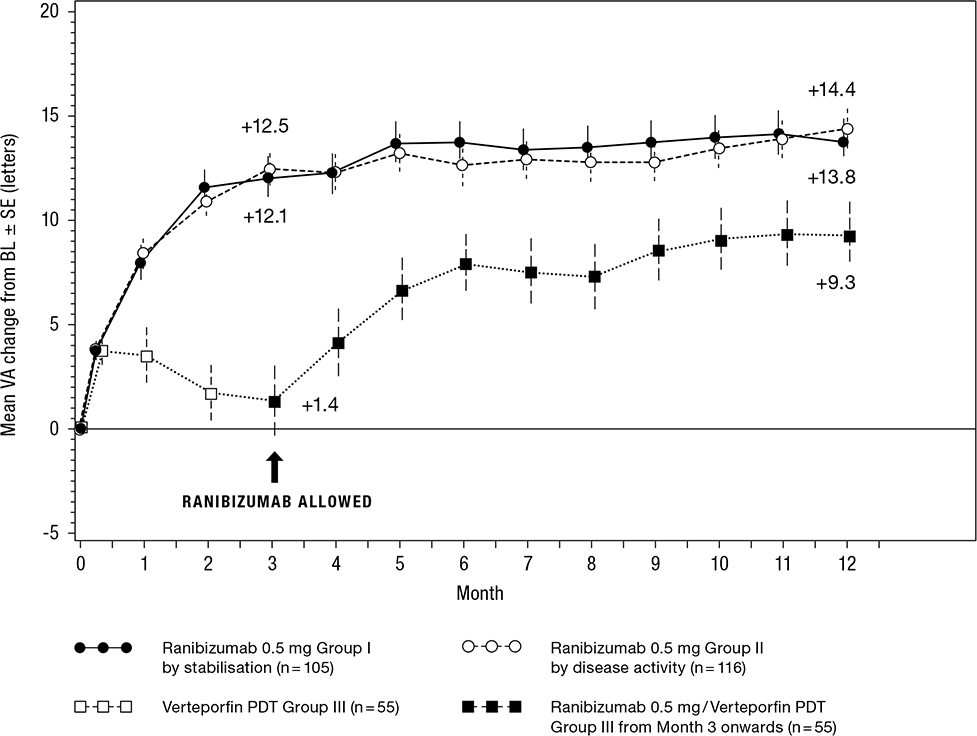 20
15
10
5
0
-5
Mean VA change from BL ± SE (letters)
+12.5
+12.1
+14.4
+13.8
+9.3
+1.4
RANIBIZUMAB ALLOWED
0 1 2 3 4 5 6 7 8 9 10 11 12
Month
Ranibizumab 0.5 mg Group I
by stabilisation (n=105)
Ranibizumab 0.5 mg Group II
by disease activity (n=116)
Verteporfin PDT Group III (n=55)
Ranibizumab 0.5 mg/Verteporfin PDT
Group III from Month 3 onwards (n=55)